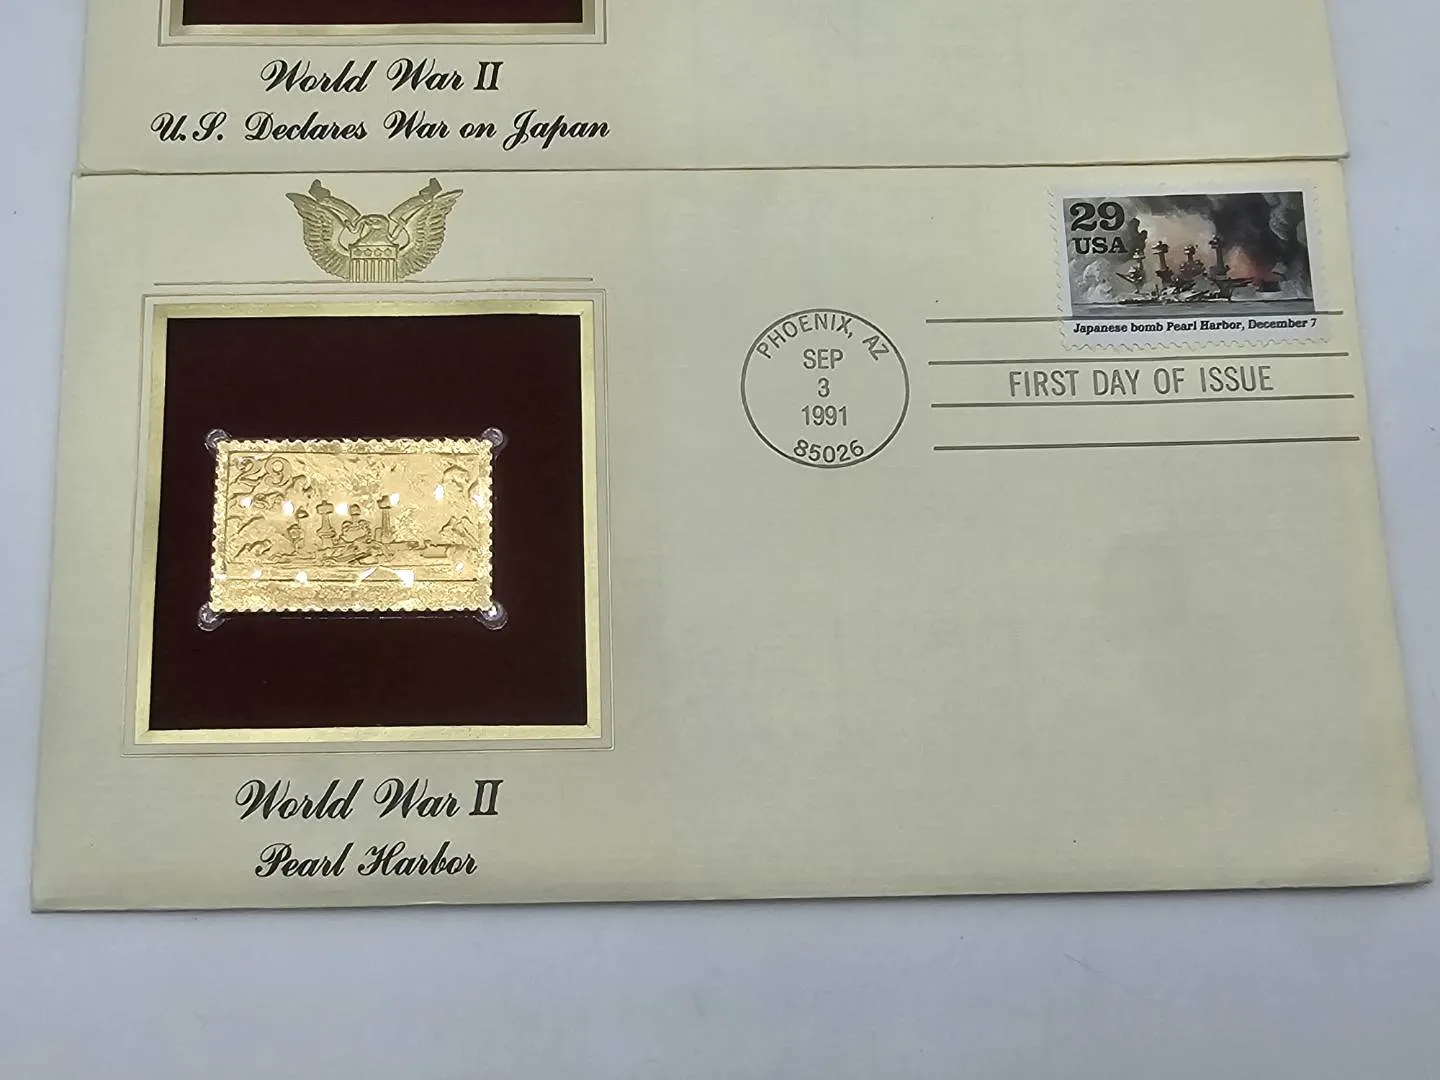 World War II
U.S. Declares War on Japan
29
USA
Japanese bomb Pearl Harbor, December 7
PHOENIX, AZ
SEP
3
1991
85026
FIRST DAY OF ISSUE
29
World War II
Pearl Harbor